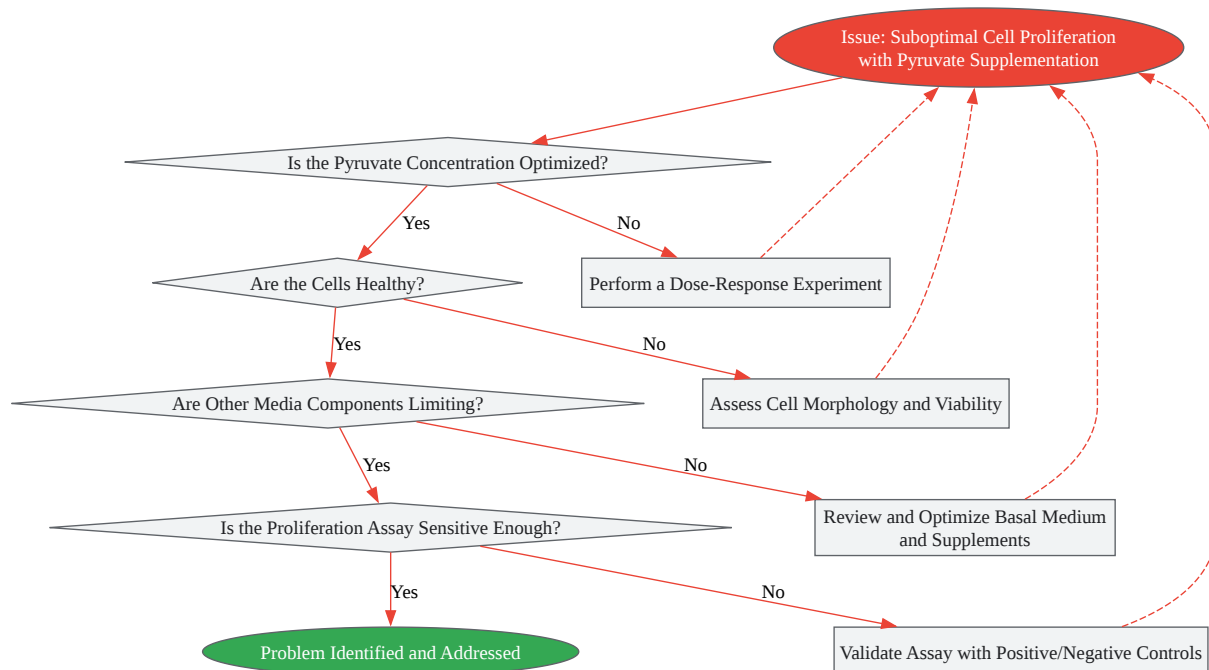 Issue: Suboptimal Cell Proliferation
with Pyruvate Supplementation
Is the Pyruvate Concentration Optimized?
Yes
No
Are the Cells Healthy?
Perform a Dose-Response Experiment
Yes
No
Are Other Media Components Limiting?
Assess Cell Morphology and Viability
Yes
No
Is the Proliferation Assay Sensitive Enough?
Review and Optimize Basal Medium
and Supplements
Yes
No
Problem Identified and Addressed
Validate Assay with Positive/Negative Controls